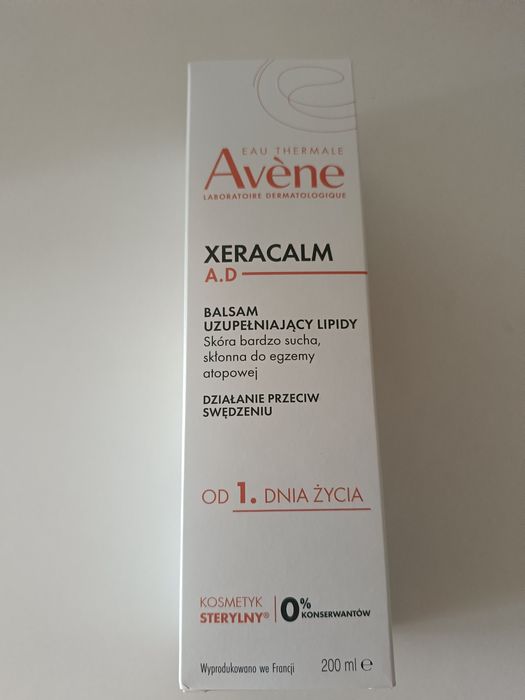 EAU THERMALE
Avène
LABORATOIRE DERMATOLOGIQUE
XERACALM
A.D
BALSAM
UZUPEŁNIAJĄCY LIPIDY
Skóra bardzo sucha,
skłonna do egzemy
atopowej
DZIAŁANIE PRZECIW
SWĘDZENIU
OD 1. DNIA ŻYCIA
KOSMETYK
STERYLNY®
0% KONSERWANTÓW
Wyprodukowano we Francji 200 ml ℮